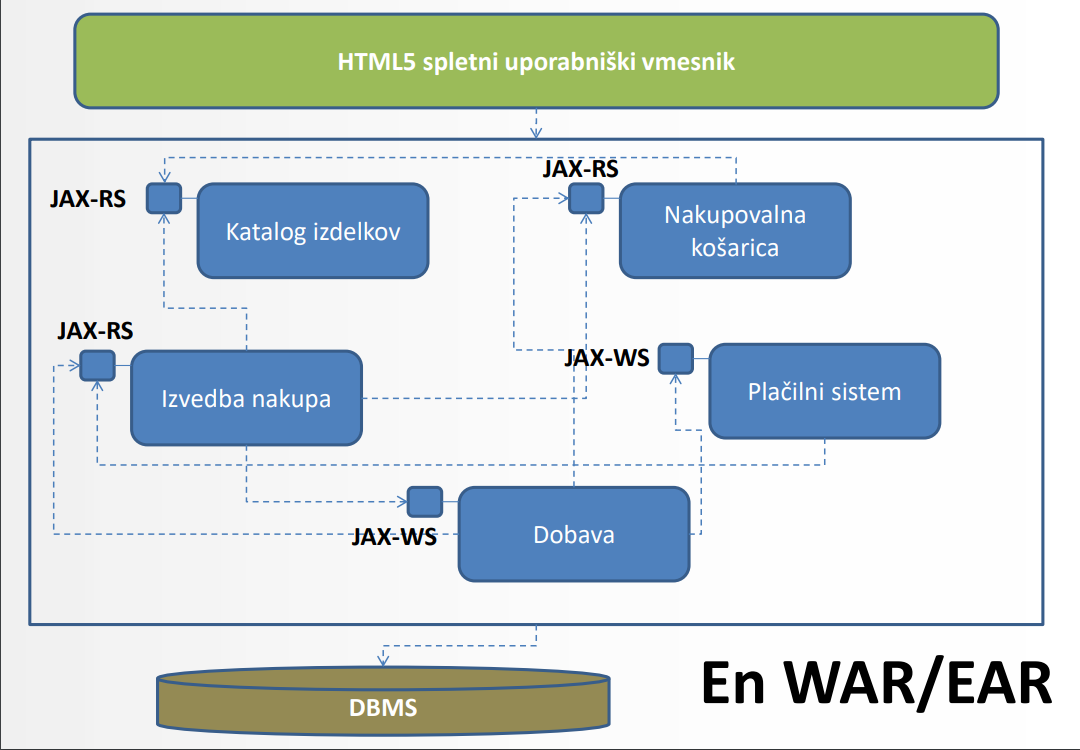 HTML5 spletni uporabniški vmesnik
JAX-RS
JAX-RS
Katalog izdelkov
Nakupovalna
košarica
JAX-RS
JAX-WS
Izvedba nakupa
Plačilni sistem
JAX-WS
Dobava
DBMS
En WAR/EAR